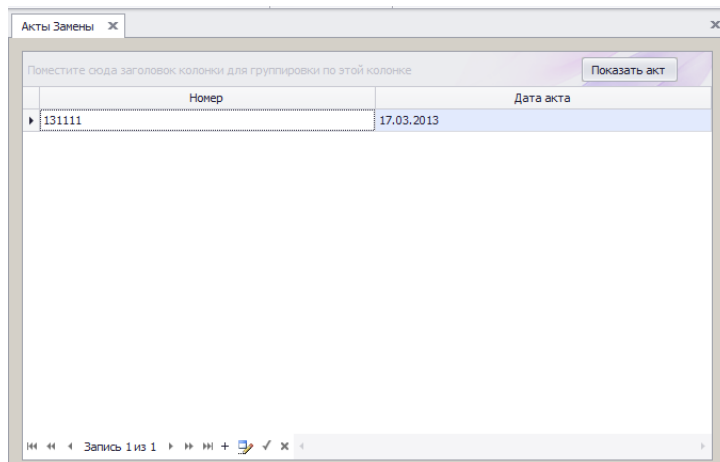 Акты Замены
Поместите сюда заголовок колонки для группировки по этой колонке
Показать акт
Номер Дата акта
131111 17.03.2013
Запись 1 из 1